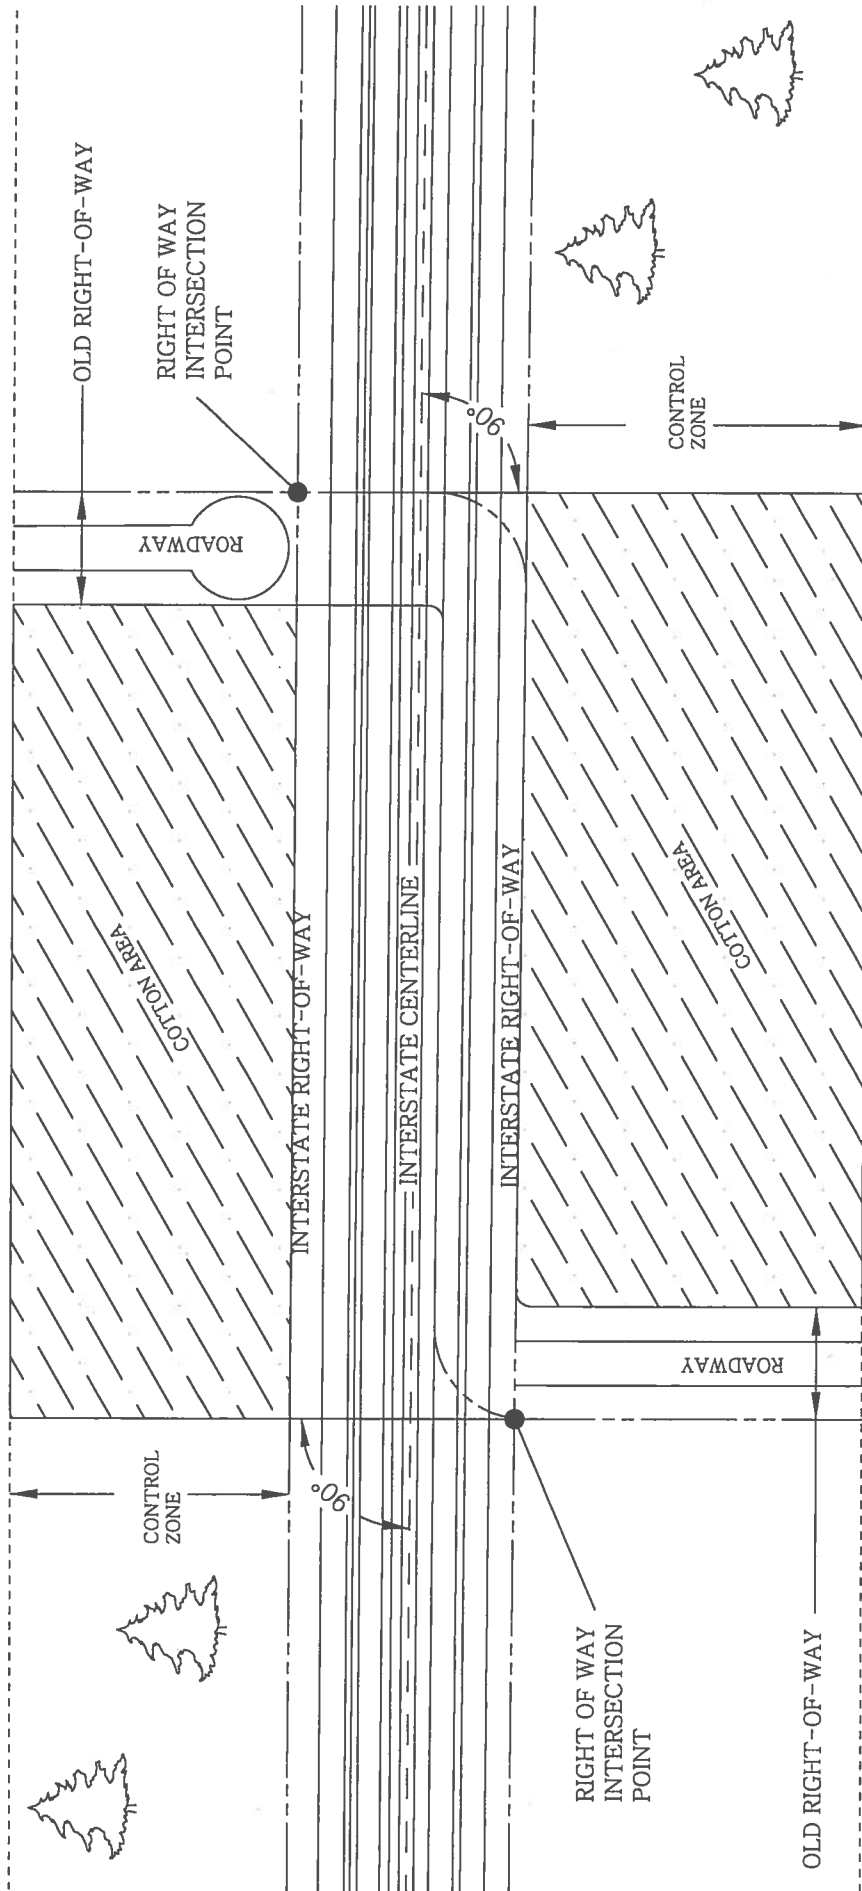 OLD RIGHT-OF-WAY
RIGHT OF WAY
INTERSECTION
POINT
ROADWAY
90°
CONTROL
ZONE
COTTON AREA
INTERSTATE RIGHT-OF-WAY
INTERSTATE CENTERLINE
INTERSTATE RIGHT-OF-WAY
COTTON AREA
ROADWAY
CONTROL
ZONE
90°
RIGHT OF WAY
INTERSECTION
POINT
OLD RIGHT-OF-WAY